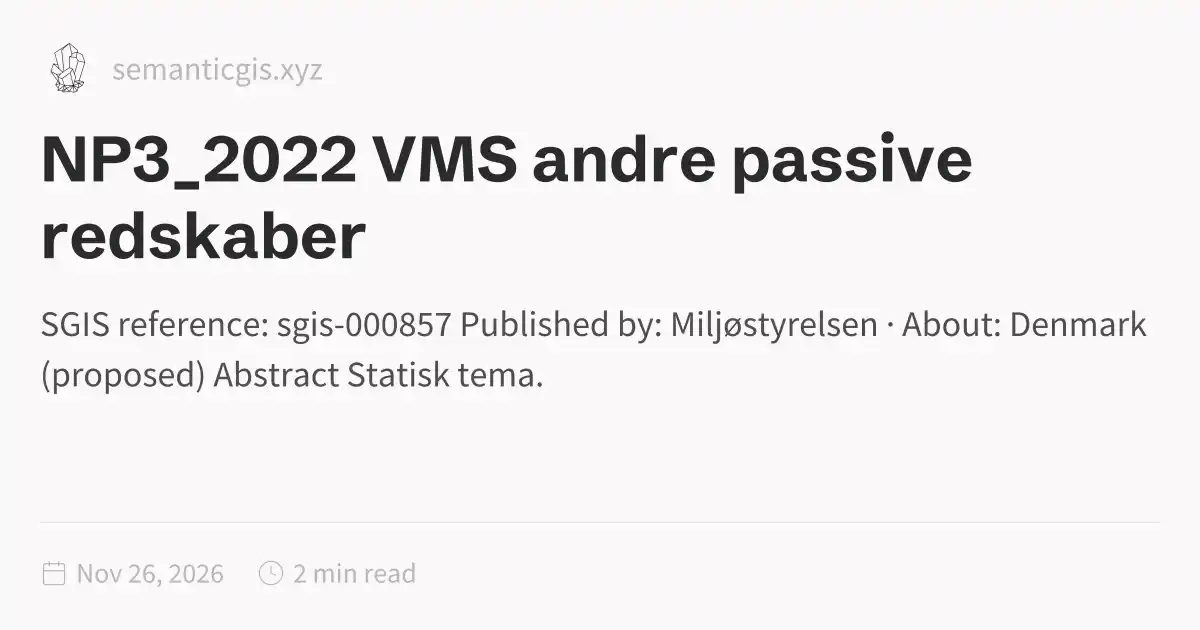 semanticgis.xyz
NP3_2022 VMS andre passive
redskaber
SGIS reference: sgis-000857 Published by: Miljøstyrelsen · About: Denmark
(proposed) Abstract Statisk tema.
Nov 26, 2026 2 min read